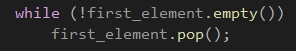 while (!first_element.empty())
    first_element.pop();